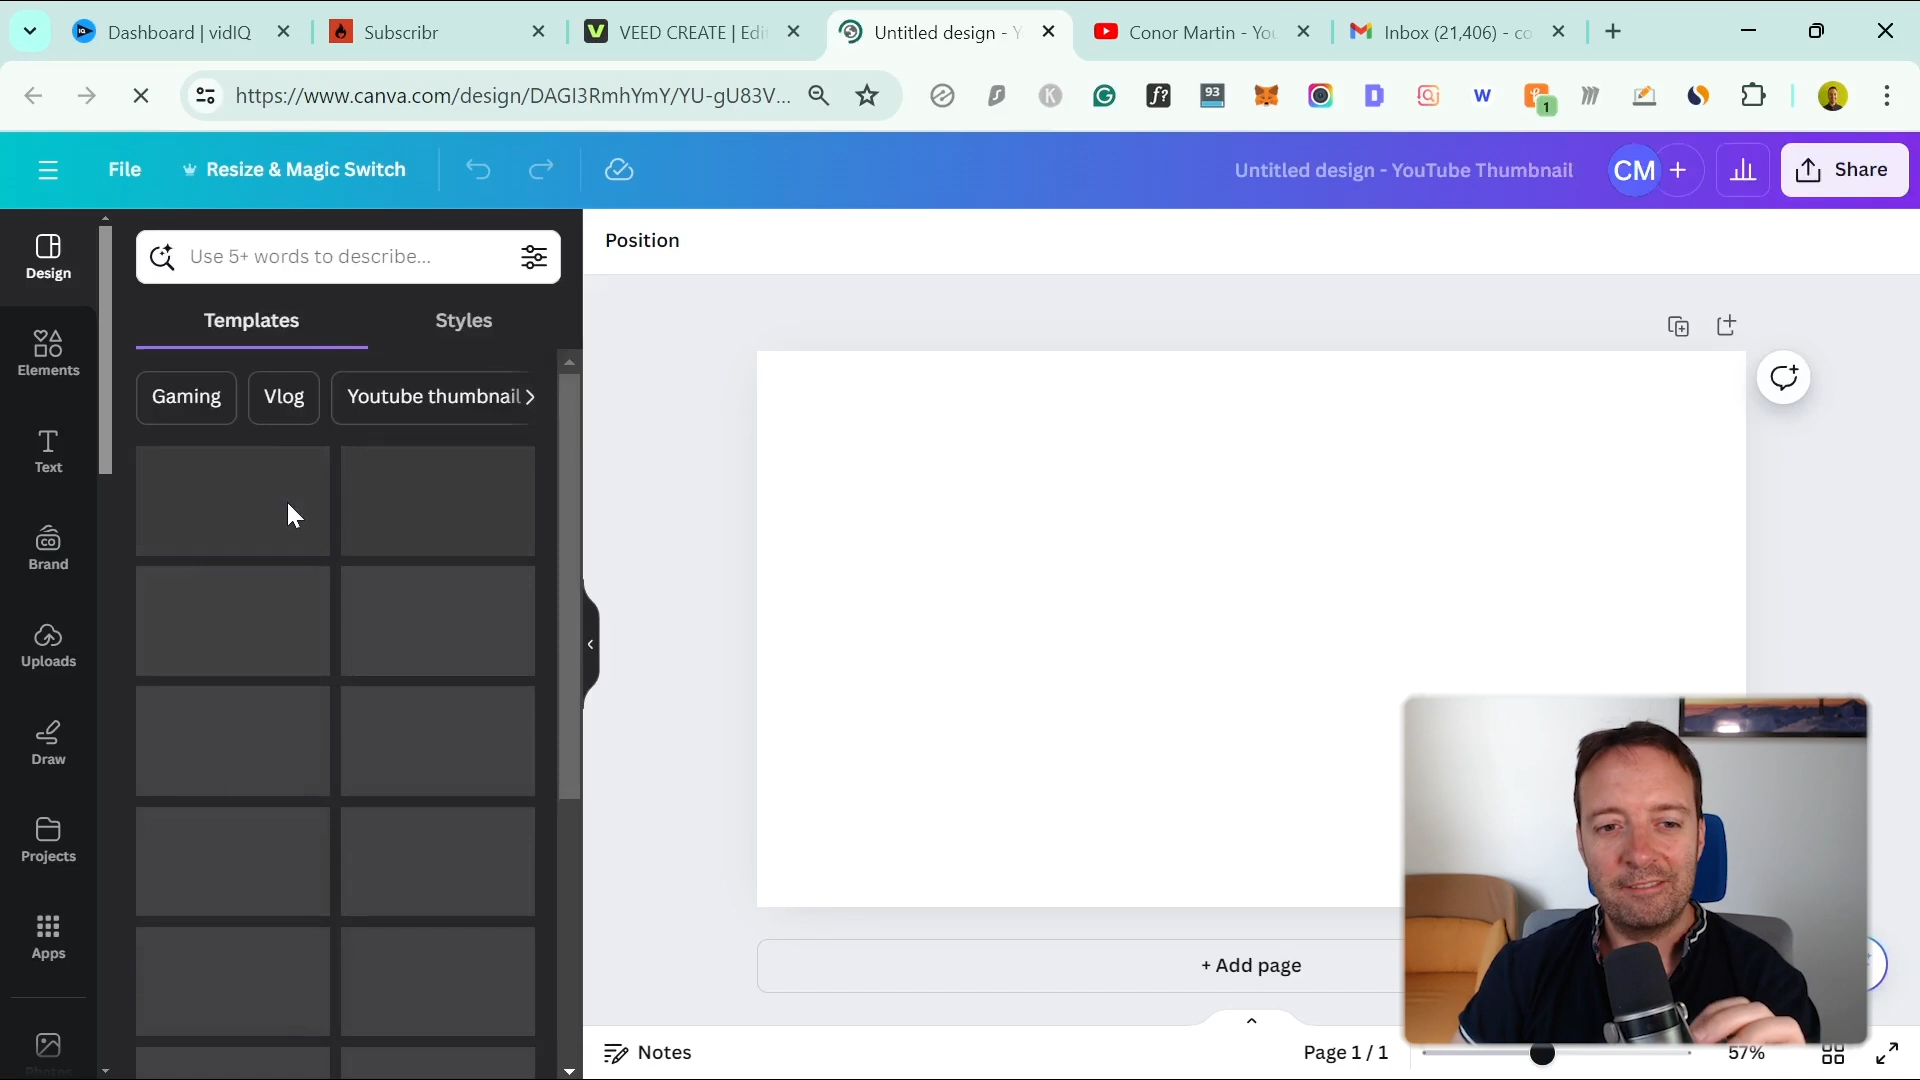 Dashboard | vidIQ
Subscribr
VEED CREATE | Edi
Untitled design - Y
Conor Martin - You
Inbox (21,406) - co
https://www.canva.com/design/DAGI3RmhYmY/YU-gU83V...
93
1
File
Resize & Magic Switch
Untitled design - YouTube Thumbnail
CM
Share
Design
Elements
Text
Brand
Uploads
Draw
Projects
Apps
Use 5+ words to describe...
Templates
Styles
Gaming
Vlog
Youtube thumbnail
Position
+ Add page
Notes
Page 1 / 1
57%